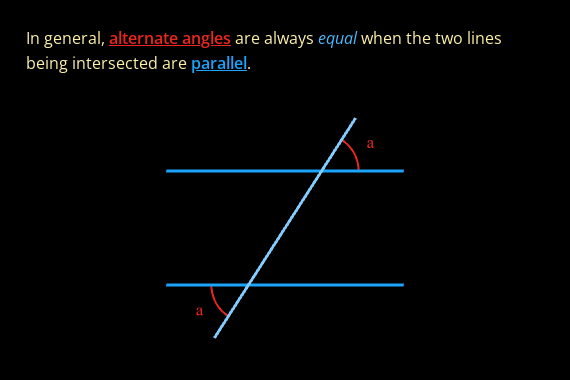 In general, alternate angles are always equal when the two lines
being intersected are parallel.
a
a